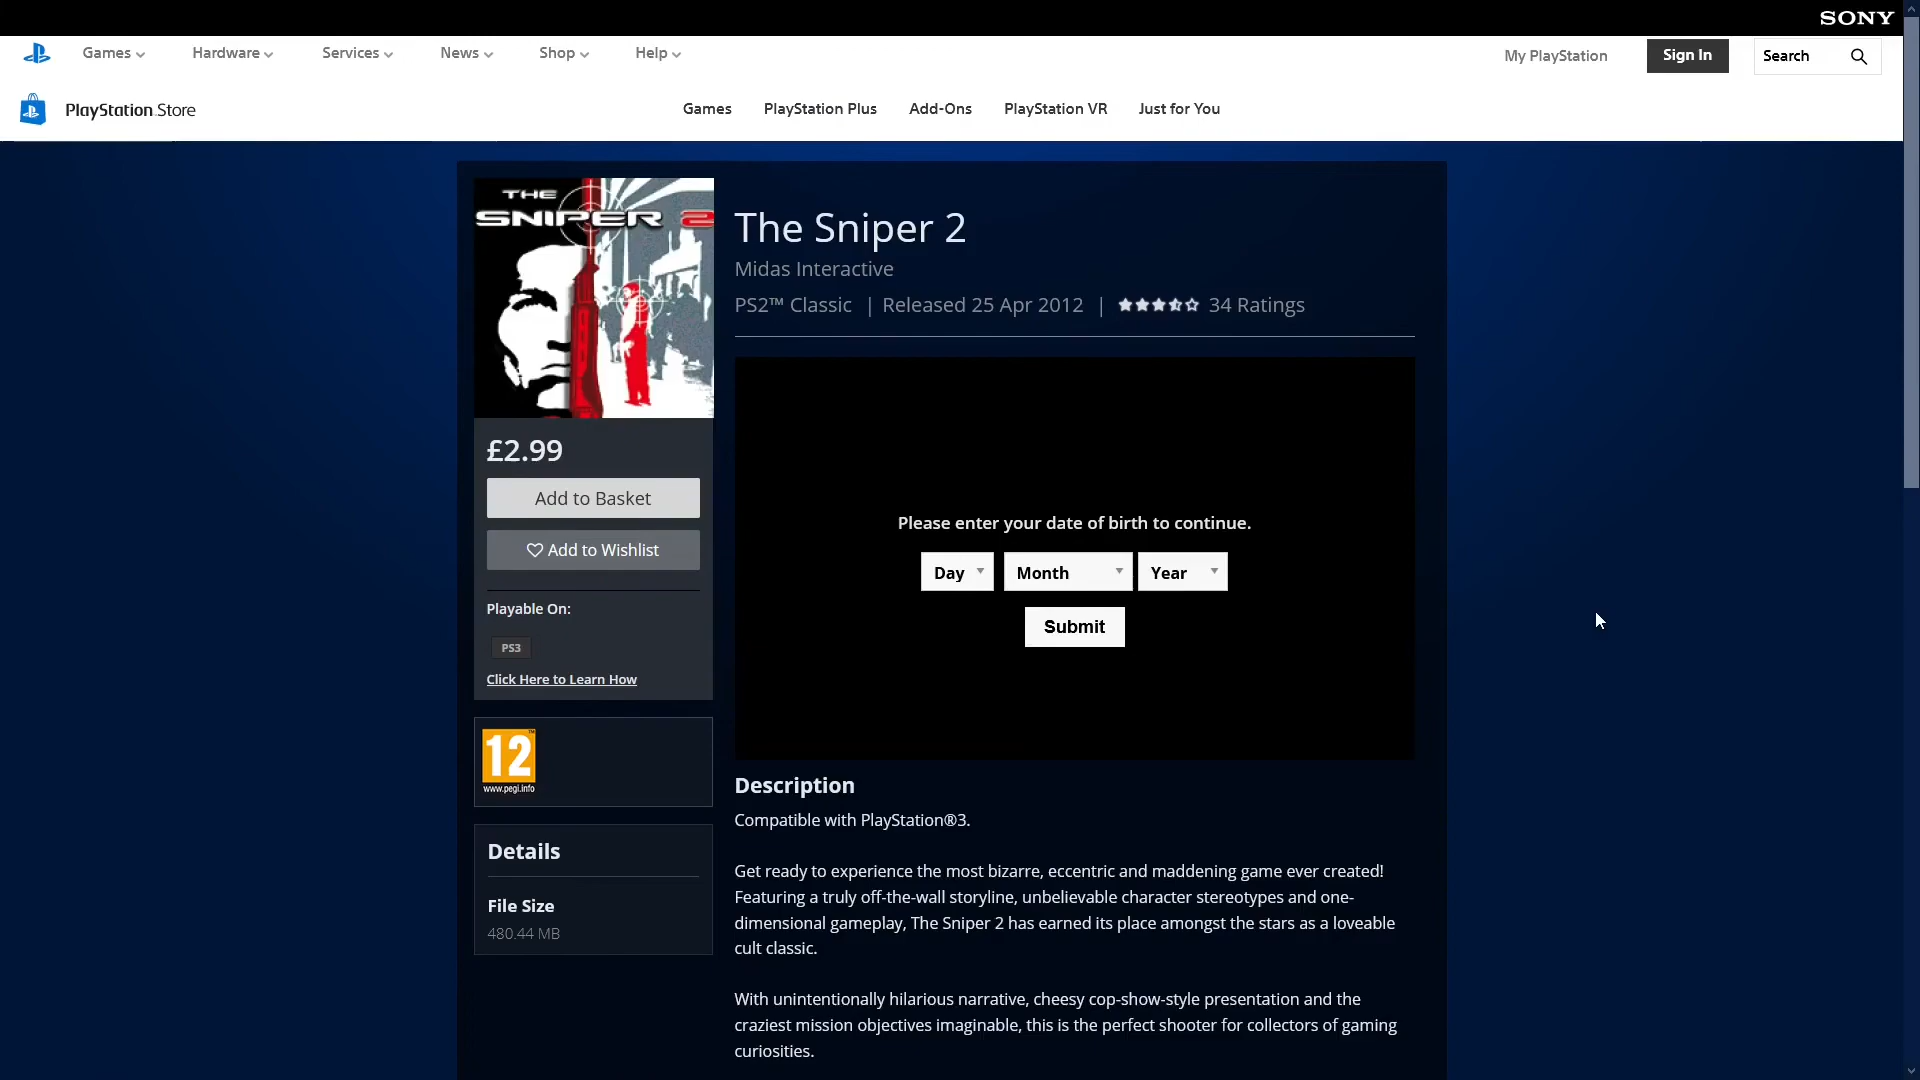 SONY
Games
Hardware
Services
News
Shop
Help
My PlayStation
Sign In
Search
PlayStation Store
Games
PlayStation Plus
Add-Ons
PlayStation VR
Just for You
THE
SNIPER 2
The Sniper 2
Midas Interactive
PS2™ Classic | Released 25 Apr 2012 | 34 Ratings
£2.99
Add to Basket
Add to Wishlist
Playable On:
PS3
Click Here to Learn How
12
www.pegi.info
Details
File Size
480.44 MB
Please enter your date of birth to continue.
Day
Month
Year
Submit
Description
Compatible with PlayStation®3.
Get ready to experience the most bizarre, eccentric and maddening game ever created!
Featuring a truly off-the-wall storyline, unbelievable character stereotypes and one-
dimensional gameplay, The Sniper 2 has earned its place amongst the stars as a loveable
cult classic.
With unintentionally hilarious narrative, cheesy cop-show-style presentation and the
craziest mission objectives imaginable, this is the perfect shooter for collectors of gaming
curiosities.